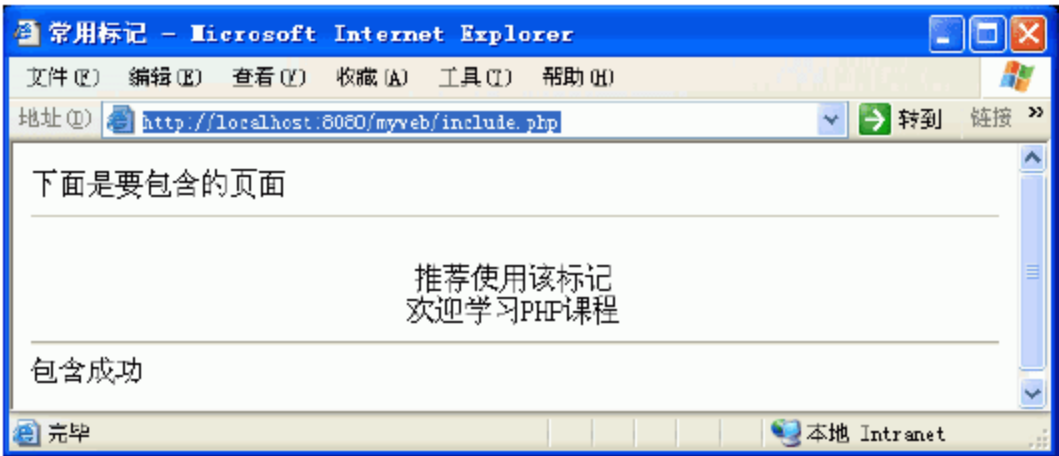 常用标记 - Microsoft Internet Explorer
文件(F) 编辑(E) 查看(V) 收藏(A) 工具(T) 帮助(H)
地址(D) http://localhost:8080/myweb/include.php 转到 链接 »
下面是要包含的页面
推荐使用该标记
欢迎学习PHP课程
包含成功
完毕 本地 Intranet